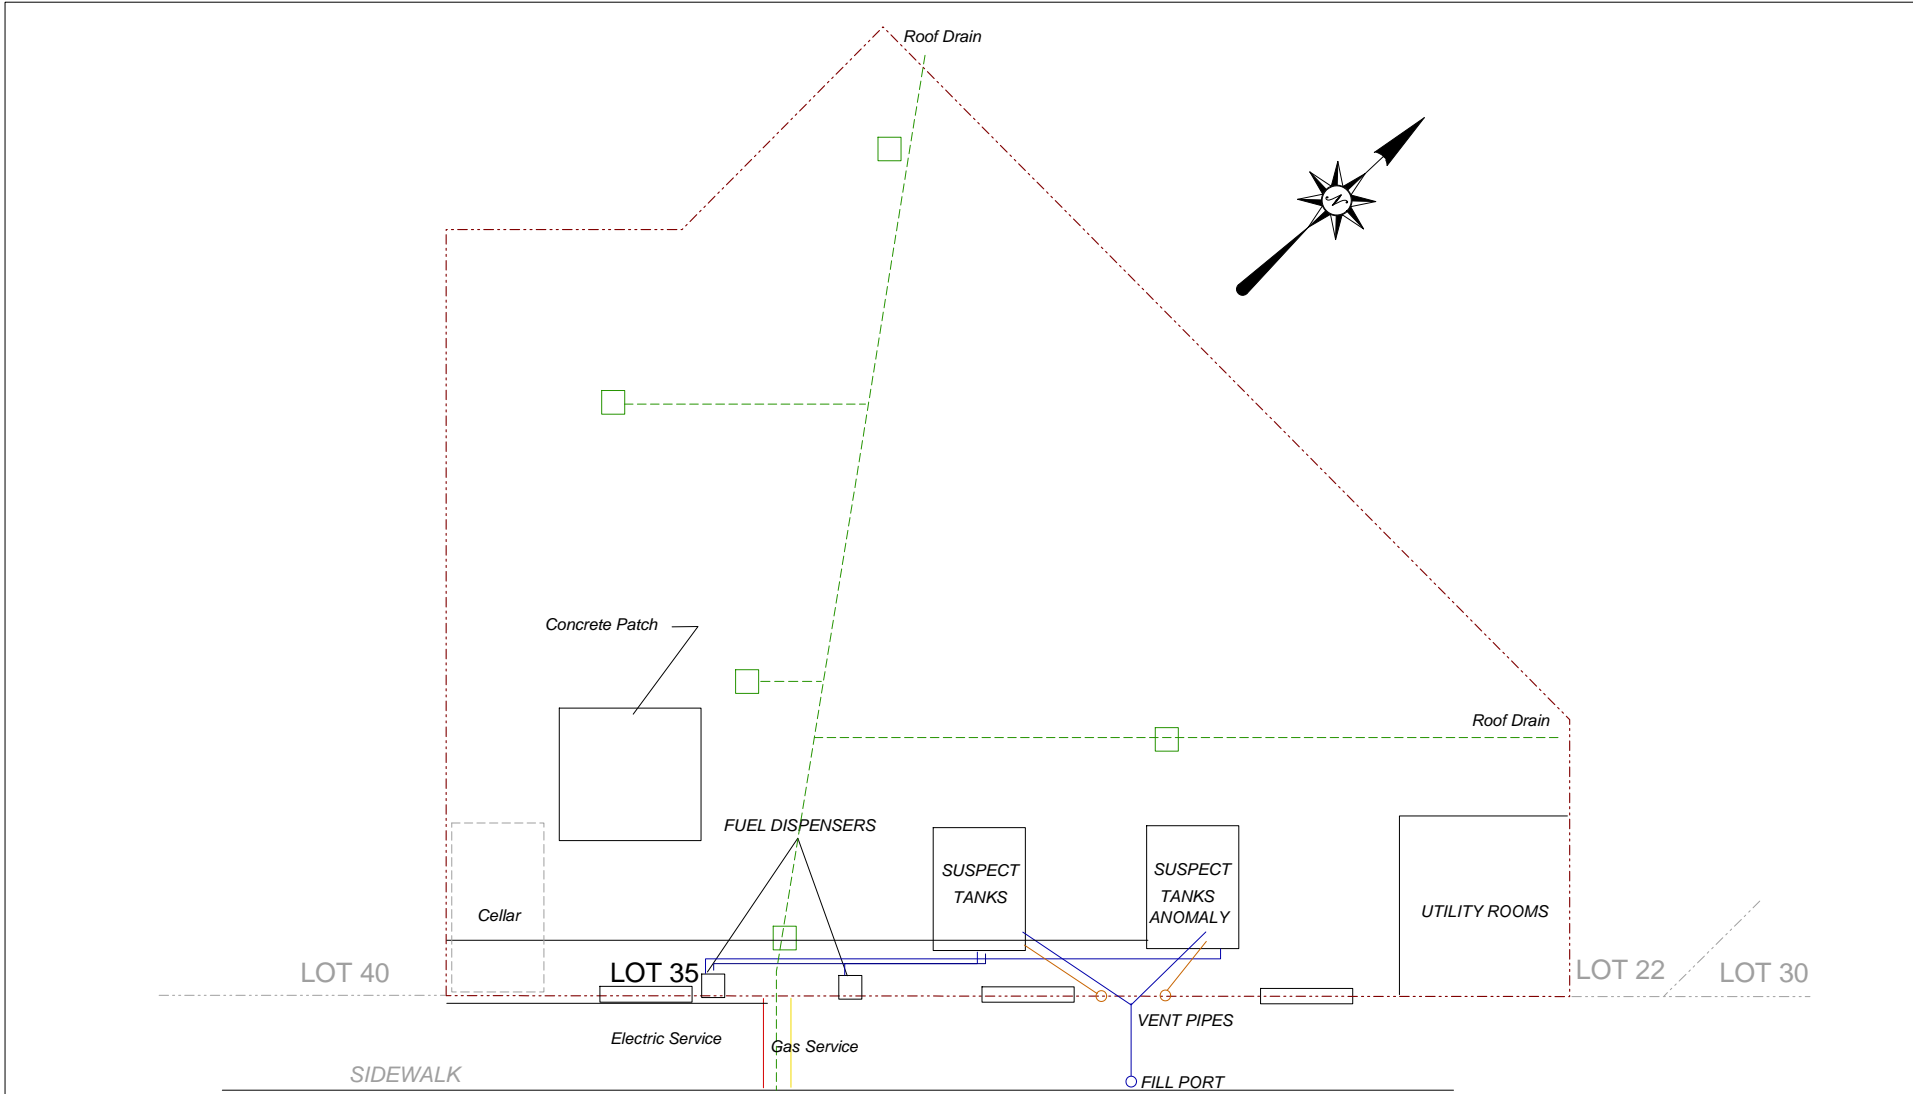 Roof Drain
N
Concrete Patch
Roof Drain
FUEL DISPENSERS
SUSPECT
TANKS
SUSPECT
TANKS
ANOMALY
Cellar
UTILITY ROOMS
LOT 40
LOT 35
LOT 22
LOT 30
VENT PIPES
Electric Service
Gas Service
SIDEWALK
FILL PORT